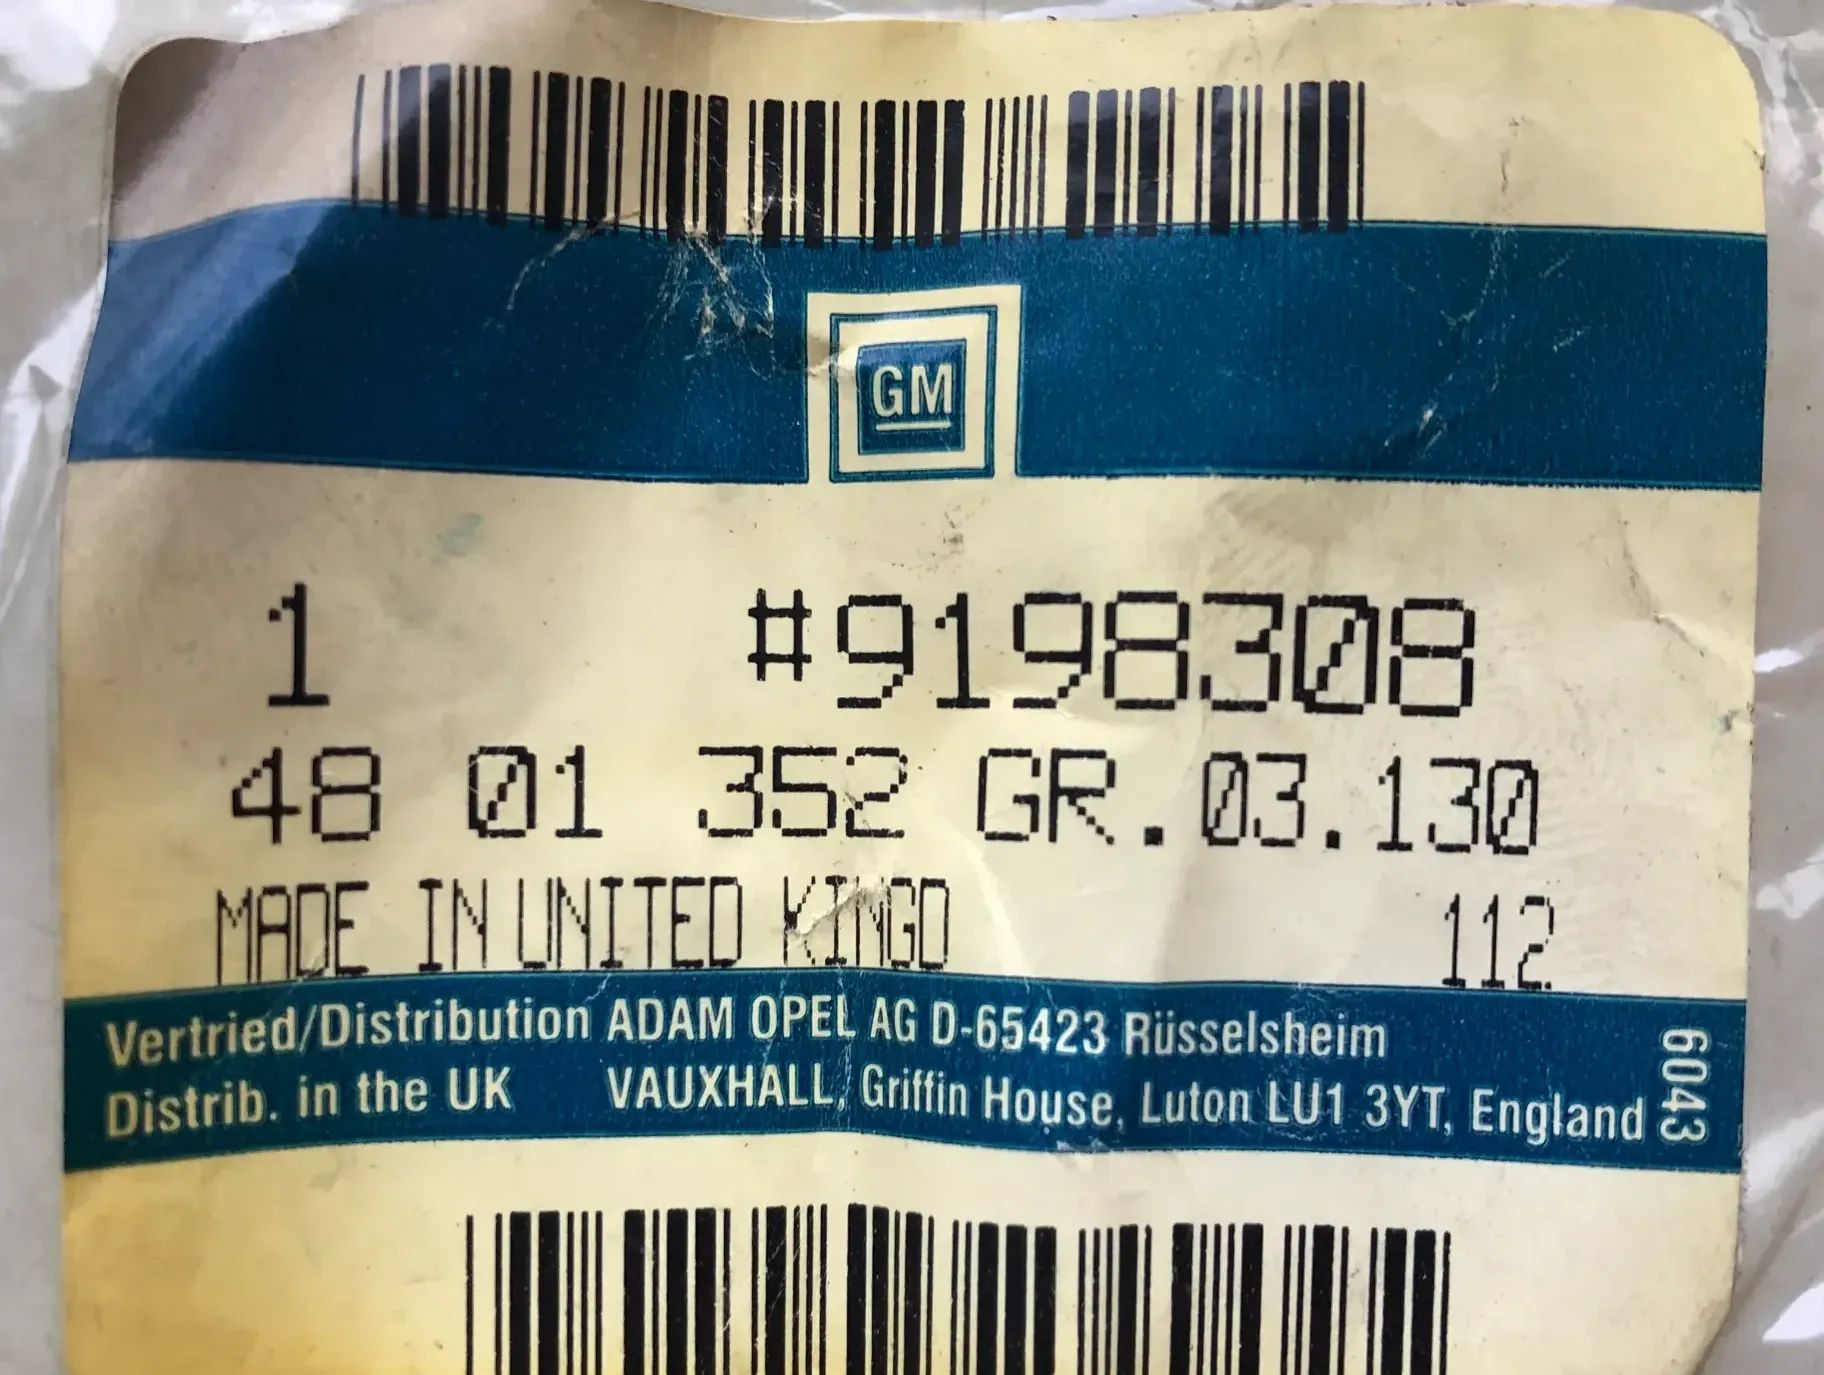 GM
1 #9198308
48 01 352 GR.03.130
MADE IN UNITED KINGD 112
Vertried/Distribution ADAM OPEL AG D-65423 Rüsselsheim
Distrib. in the UK VAUXHALL, Griffin House, Luton LU1 3YT, England
6043